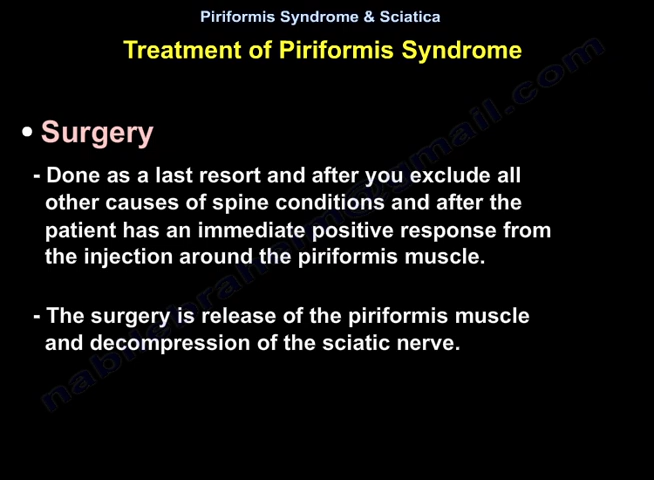 Piriformis Syndrome & Sciatica
Treatment of Piriformis Syndrome
• Surgery
- Done as a last resort and after you exclude all
other causes of spine conditions and after the
patient has an immediate positive response from
the injection around the piriformis muscle.
- The surgery is release of the piriformis muscle
and decompression of the sciatic nerve.